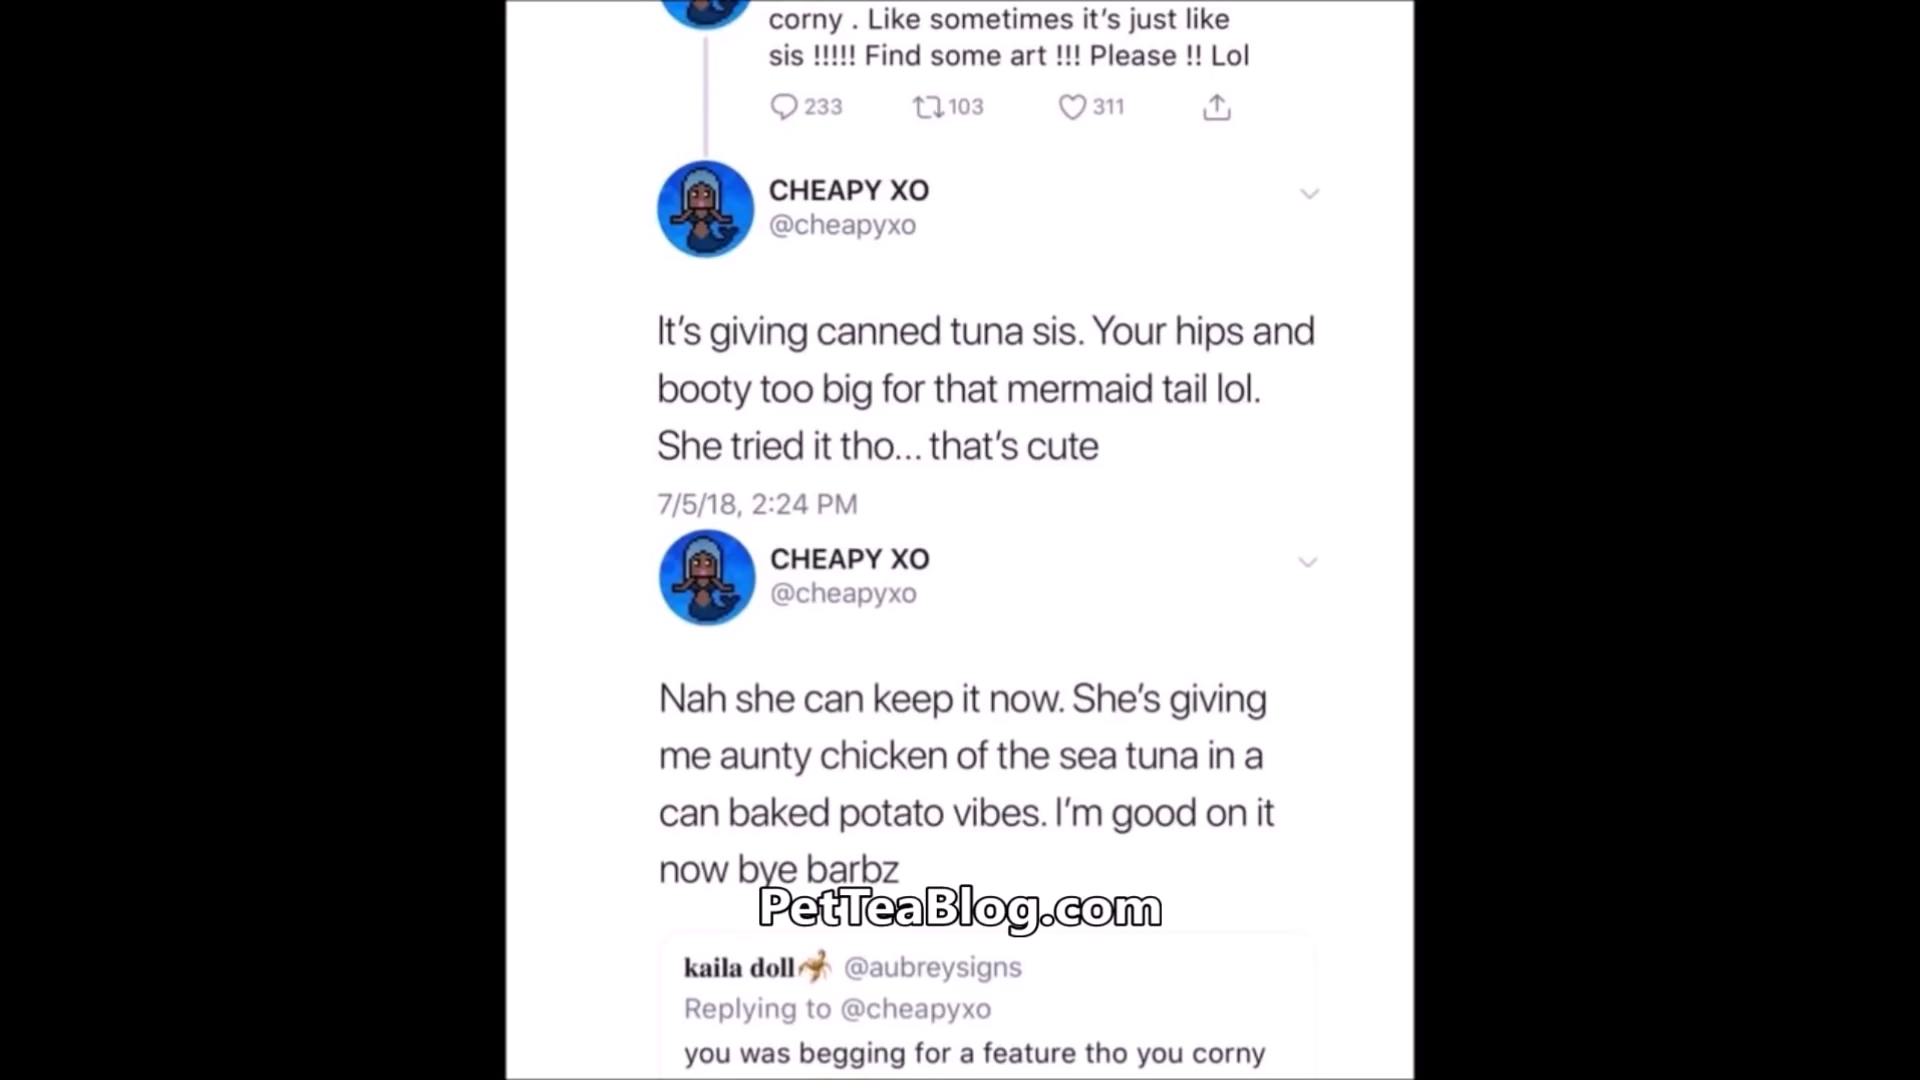 corny . Like sometimes it's just like
sis !!!!! Find some art !!! Please !! Lol
233 103 311
CHEAPY XO
@cheapyxo
It's giving canned tuna sis. Your hips and
booty too big for that mermaid tail lol.
She tried it tho... that's cute
7/5/18, 2:24 PM
CHEAPY XO
@cheapyxo
Nah she can keep it now. She's giving
me aunty chicken of the sea tuna in a
can baked potato vibes. I'm good on it
now bye barbz
PetTeaBlog.com
kaila doll🦂 @aubreysigns
Replying to @cheapyxo
you was begging for a feature tho you corny